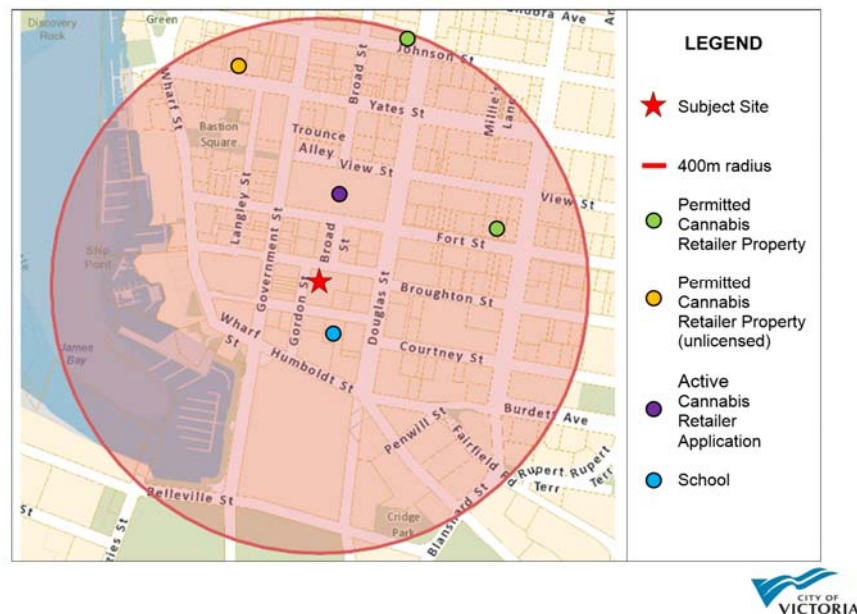 Discovery
Rock
Green
Johnson St
Wharf St
Broad St
Yates St
Millie's
Lane
Bastion
Square
Trounce
Alley
View St
View St
Langley St
Government St
Broad St
Fort St
Ship
Point
Gordon St
Douglas St
Broughton St
James
Bay
Wharf
St
Humboldt St
Courtney St
Burdett Ave
Penwill St
Fairfield
Rupert
Terr
Rupert
Terr
Belleville St
Cridge
Park
Blanshard St
St
LEGEND
Subject Site
400m radius
Permitted
Cannabis
Retailer Property
Permitted
Cannabis
Retailer Property
(unlicensed)
Active
Cannabis
Retailer
Application
School
CITY OF
VICTORIA